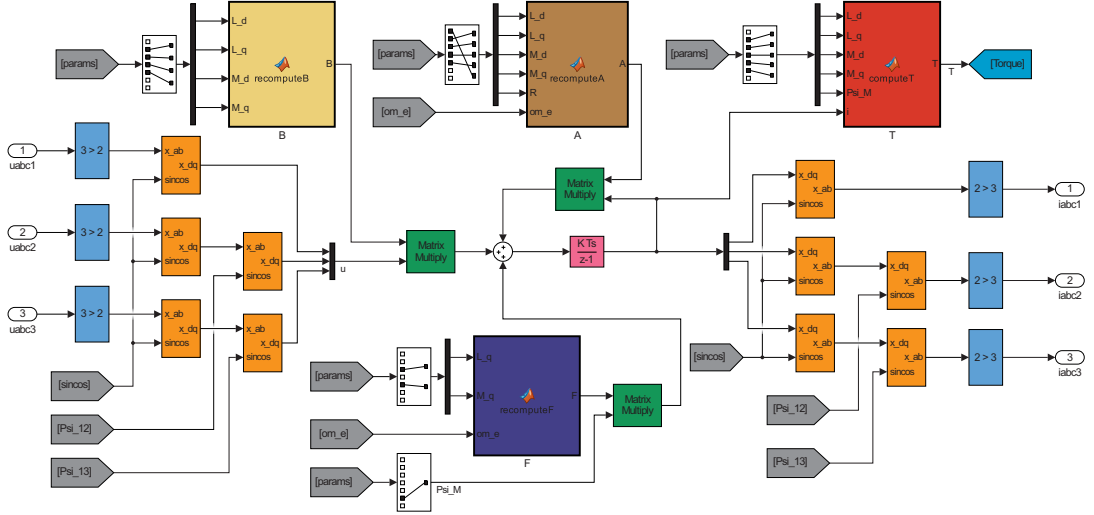 [params]
L_d
L_q
M_d
M_q
recomputeB
B
B
[params]
[om_e]
L_d
L_q
M_d
M_q
R
om_e
recomputeA
A
A
[params]
L_d
L_q
M_d
M_q
Psi_M
i
computeT
T
T
T
[Torque]
1
uabc1
3 > 2
x_ab
x_dq
sincos
2
uabc2
3 > 2
x_ab
x_dq
sincos
x_ab
x_dq
sincos
3
uabc3
3 > 2
x_ab
x_dq
sincos
x_ab
x_dq
sincos
[sincos]
[Psi_12]
[Psi_13]
u
Matrix
Multiply
Matrix
Multiply
+
+
+
K Ts
z-1
[params]
[om_e]
[params]
Psi_M
L_q
M_q
om_e
recomputeF
F
F
Matrix
Multiply
[sincos]
[Psi_12]
[Psi_13]
x_dq
x_ab
sincos
2 > 3
1
iabc1
x_dq
x_ab
sincos
x_dq
x_ab
sincos
2 > 3
2
iabc2
x_dq
x_ab
sincos
x_dq
x_ab
sincos
2 > 3
3
iabc3